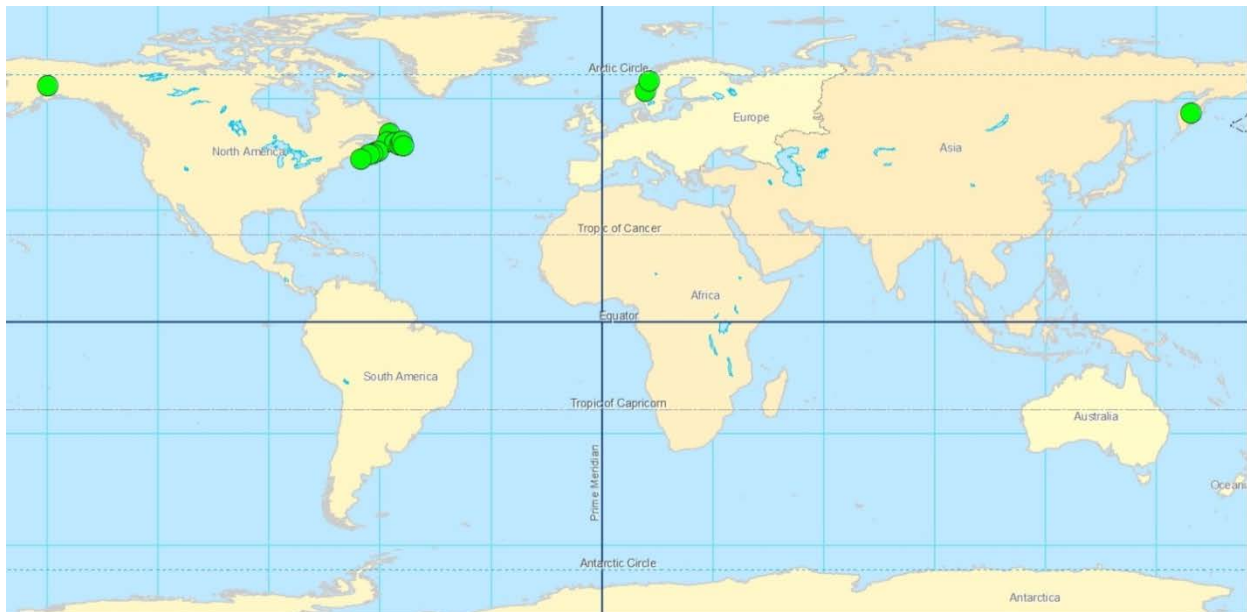 Arctic Circle
Europe
North America
Asia
Tropic of Cancer
Africa
Equator
South America
Tropic of Capricorn
Australia
Prime Meridian
Oceani
Antarctic Circle
Antarctica